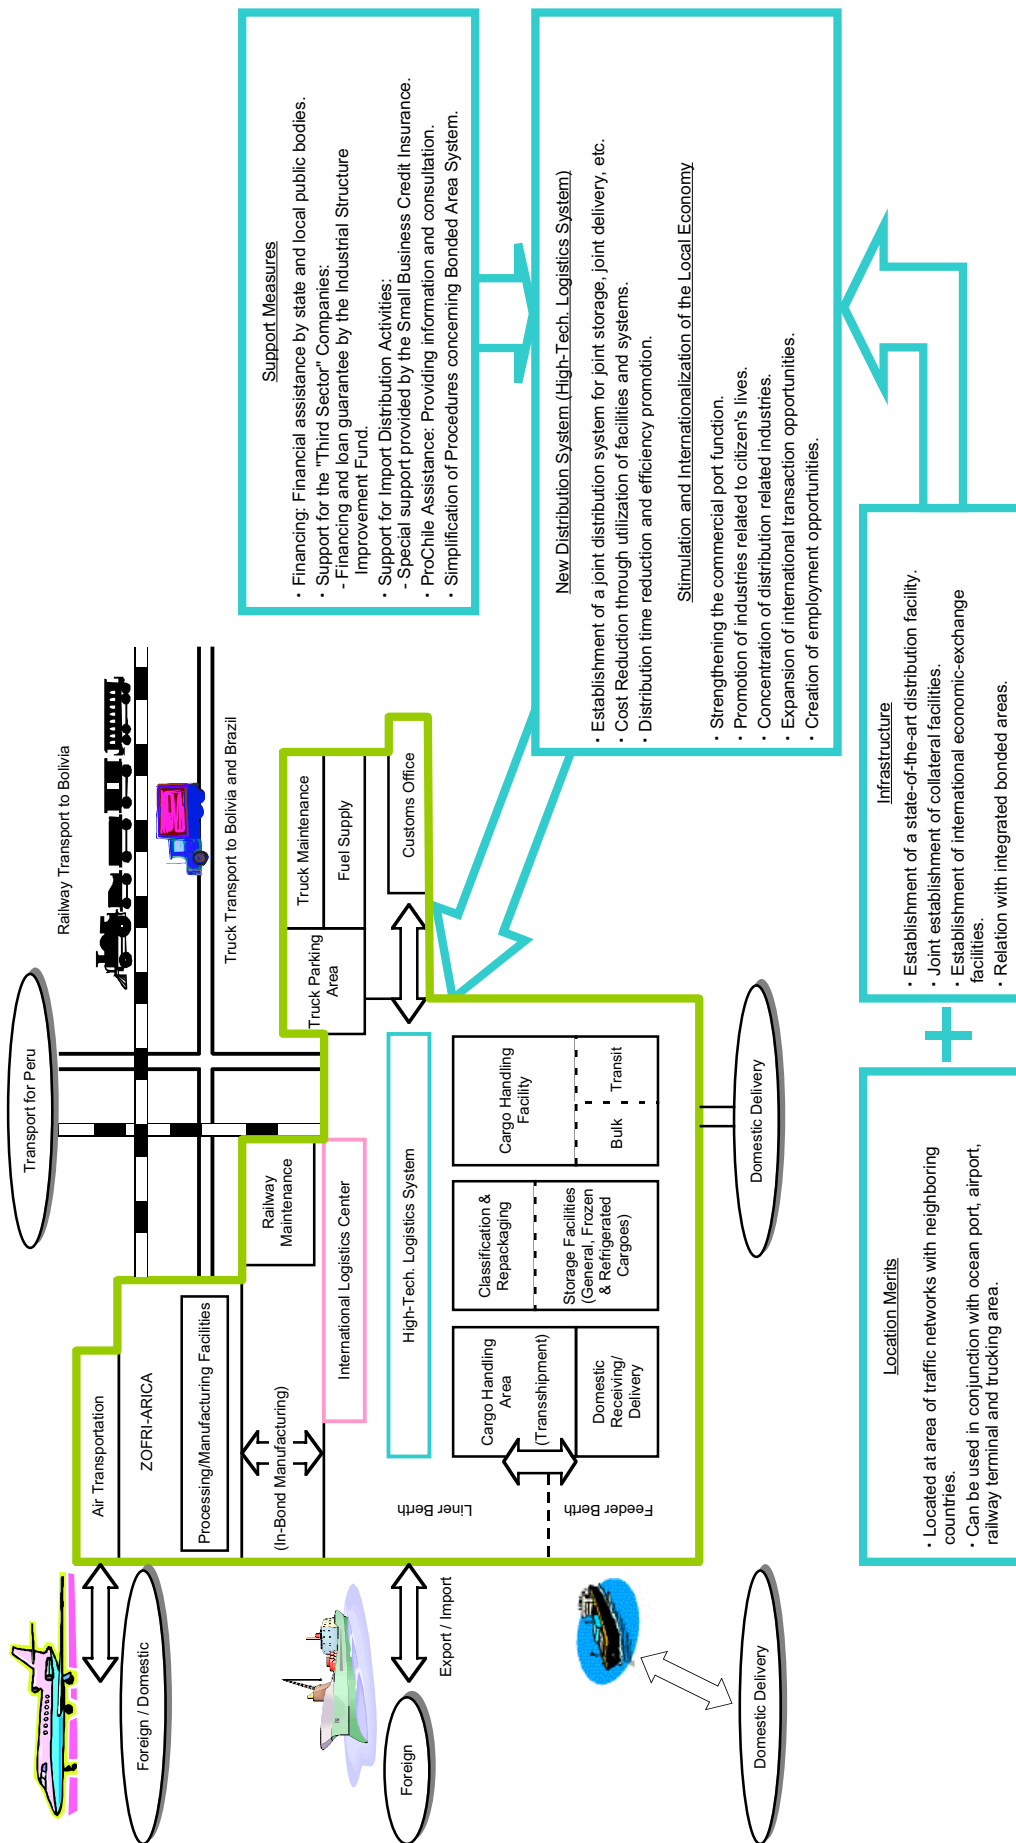 Transport for Peru
Railway Transport to Bolivia
Truck Transport to Bolivia and Brazil
Foreign / Domestic
Air Transportation
ZOFRI-ARICA
Processing/Manufacturing Facilities
(In-Bond Manufacturing)
Railway
Maintenance
International Logistics Center
Truck Parking
Area
Truck Maintenance
Fuel Supply
Customs Office
High-Tech. Logistics System
Foreign
Export / Import
Liner Berth
Feeder Berth
Cargo Handling
Area
(Transshipment)
Domestic
Receiving/
Delivery
Classification &
Repackaging
Storage Facilities
(General, Frozen
& Refrigerated
Cargoes)
Cargo Handling
Facility
Bulk
Transit
Domestic Delivery
Domestic Delivery
Support Measures
· Financing: Financial assistance by state and local public bodies.
· Support for the "Third Sector" Companies:
- Financing and loan guarantee by the Industrial Structure
Improvement Fund.
· Support for Import Distribution Activities:
- Special support provided by the Small Business Credit Insurance.
· ProChile Assistance: Providing information and consultation.
· Simplification of Procedures concerning Bonded Area System.
New Distribution System (High-Tech. Logistics System)
· Establishment of a joint distribution system for joint storage, joint delivery, etc.
· Cost Reduction through utilization of facilities and systems.
· Distribution time reduction and efficiency promotion.
Stimulation and Internationalization of the Local Economy
· Strengthening the commercial port function.
· Promotion of industries related to citizen's lives.
· Concentration of distribution related industries.
· Expansion of international transaction opportunities.
· Creation of employment opportunities.
Location Merits
· Located at area of traffic networks with neighboring
countries.
· Can be used in conjunction with ocean port, airport,
railway terminal and trucking area.
Infrastructure
· Establishment of a state-of-the-art distribution facility.
· Joint establishment of collateral facilities.
· Establishment of international economic-exchange
facilities.
· Relation with integrated bonded areas.